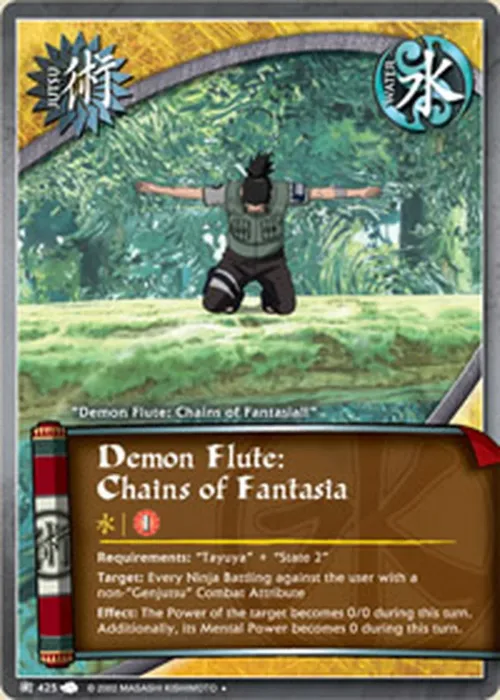 JUTSU 術
WATER 水
"Demon Flute: Chains of Fantasia!!"
Demon Flute:
Chains of Fantasia
1
Requirements: "Tayuya" + "State 2"
Target: Every Ninja Battling against the user with a
non-"Genjutsu" Combat Attribute
Effect: The Power of the target becomes 0/0 during this turn.
Additionally, its Mental Power becomes 0 during this turn.
425 © 2002 MASASHI KISHIMOTO